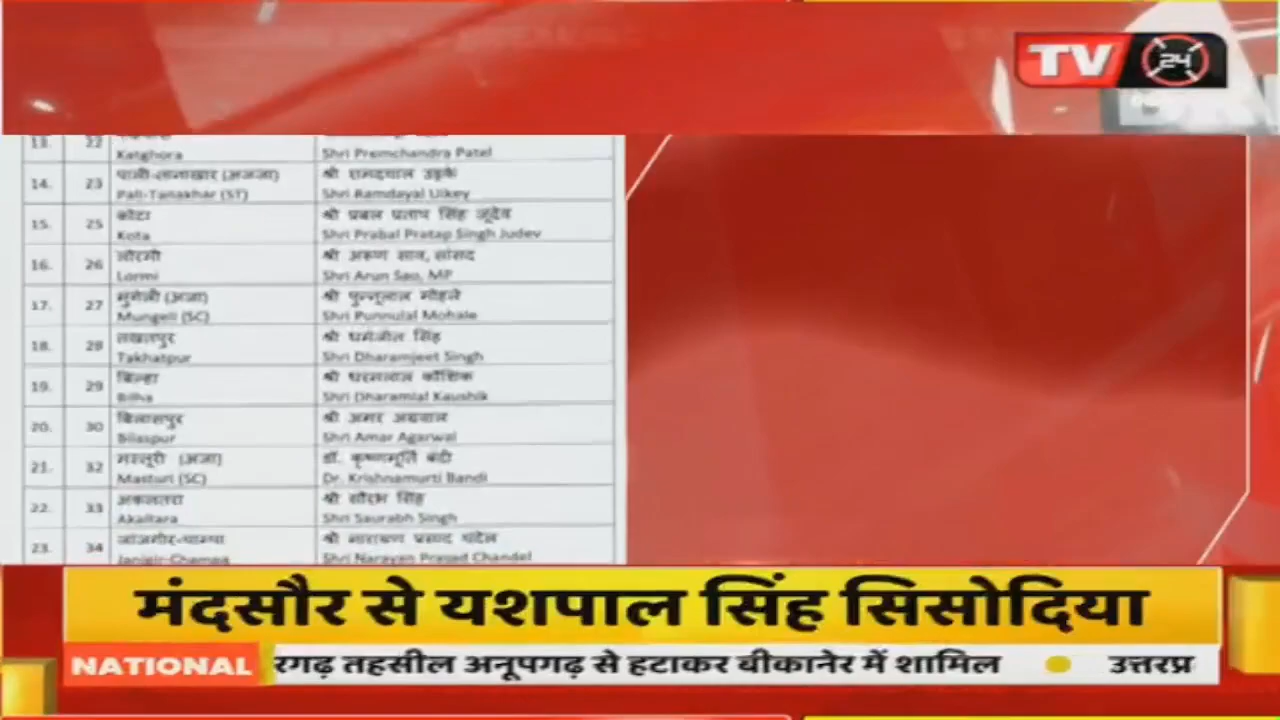 TV 24
13. 22
Katghora Shri Premchandra Patel
14. 23 पाली-तानाखार (अजजा) श्री रामदयाल उइके
Pali-Tanakhar (ST) Shri Ramdayal Uikey
15. 25 कोटा श्री प्रबल प्रताप सिंह जूदेव
Kota Shri Prabal Pratap Singh Judev
16. 26 लोरमी श्री अरुण साव, सांसद
Lormi Shri Arun Sao, MP
17. 27 मुंगेली (अजा) श्री पुन्नूलाल मोहले
Mungeli (SC) Shri Punnulal Mohale
18. 28 तखतपुर श्री धर्मजीत सिंह
Takhatpur Shri Dharamjeet Singh
19. 29 बिल्हा श्री धरमलाल कौशिक
Bilha Shri Dharamlal Kaushik
20. 30 बिलासपुर श्री अमर अग्रवाल
Bilaspur Shri Amar Agarwal
21. 32 मस्तूरी (अजा) डॉ. कृष्णमूर्ति बंदी
Masturi (SC) Dr. Krishnamurti Bandi
22. 33 अकलतरा श्री सौरभ सिंह
Akaltara Shri Saurabh Singh
23. 34 जांजगीर-चाम्पा श्री नारायण प्रसाद चंदेल
Janjgir-Champa Shri Narayan Prasad Chandel
मंदसौर से यशपाल सिंह सिसोदिया
NATIONAL रगढ़ तहसील अनूपगढ़ से हटाकर बीकानेर में शामिल उत्तरप्र